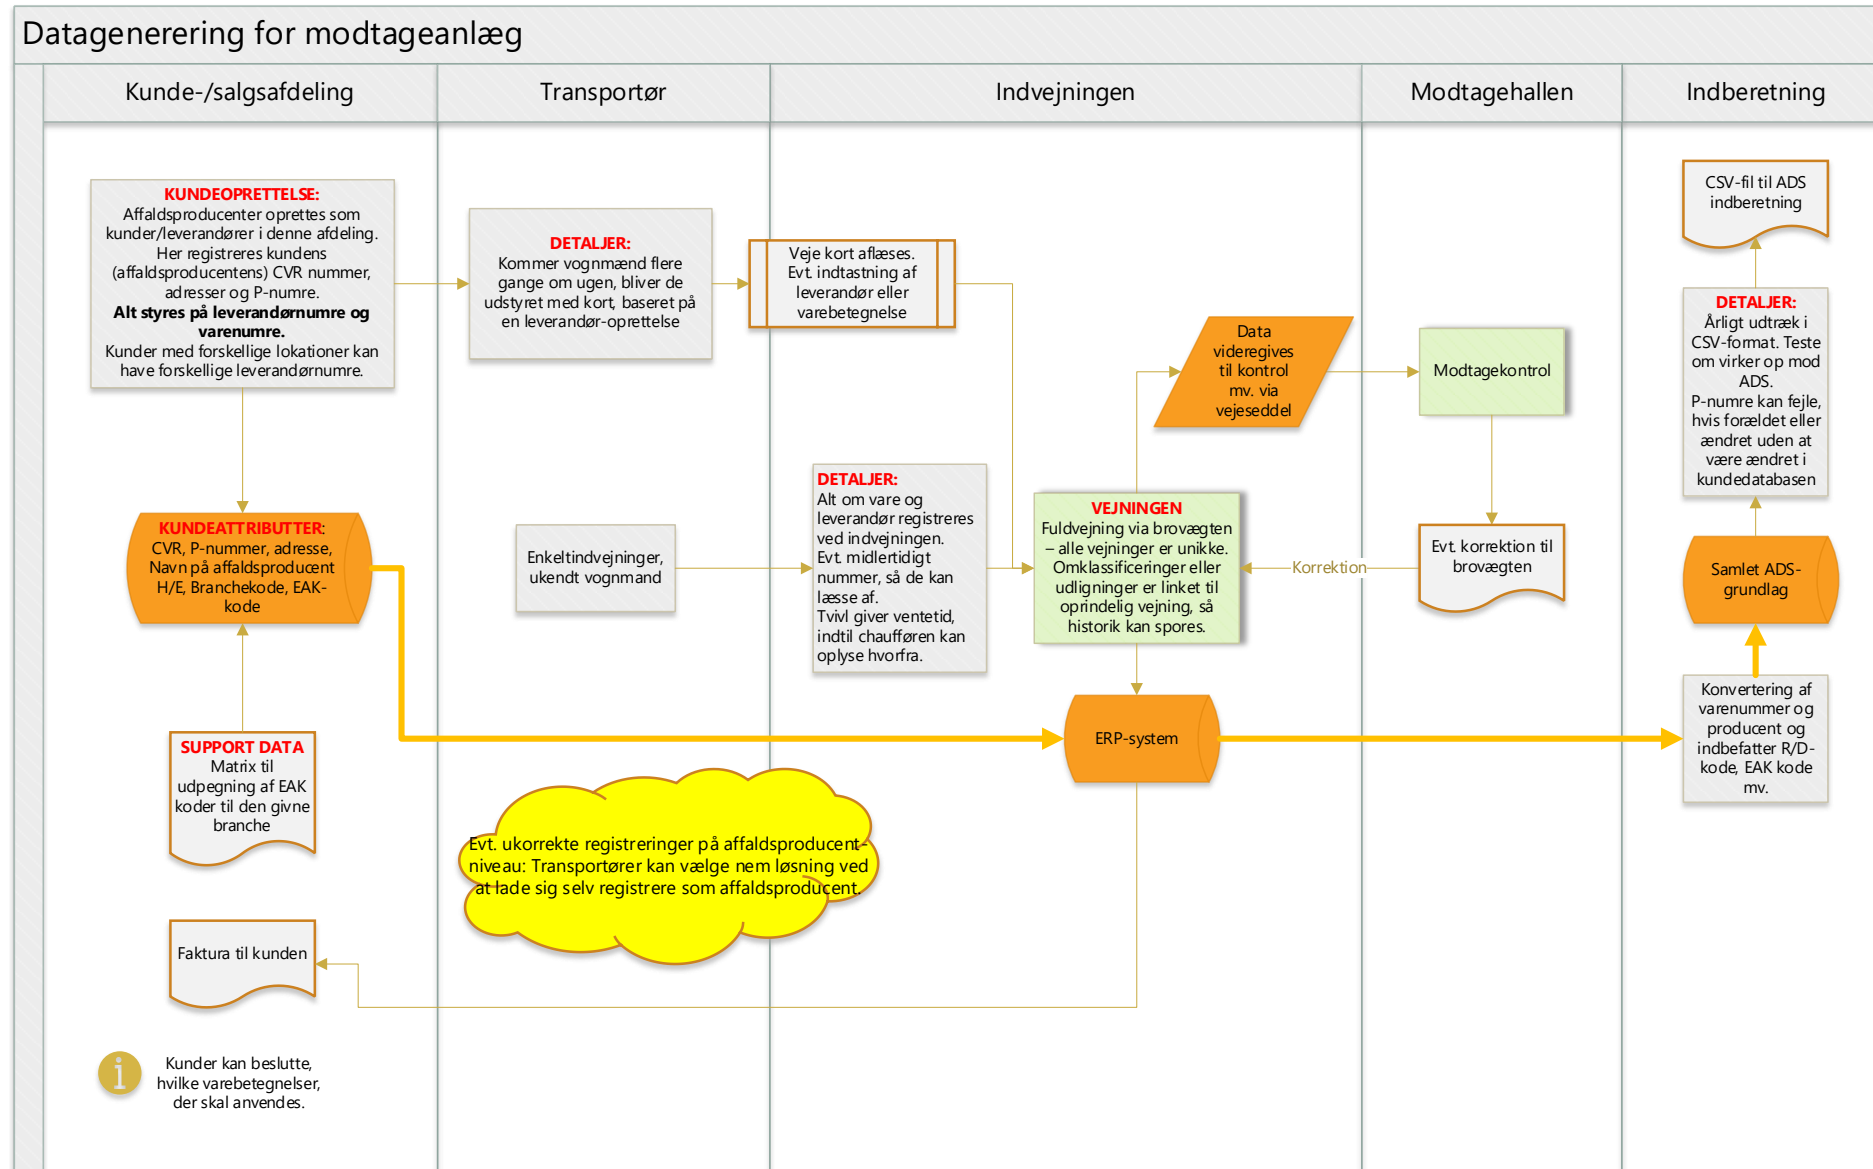 Datagenerering for modtageanlæg
Kunde-/salgsafdeling
Transportør
Indvejningen
Modtagehallen
Indberetning
KUNDEOPRETTELSE:
Affaldsproducenter oprettes som
kunder/leverandører i denne afdeling.
Her registreres kundens
(affaldsproducentens) CVR nummer,
adresser og P-numre.
Alt styres på leverandørnumre og
varenumre.
Kunder med forskellige lokationer kan
have forskellige leverandørnumre.
DETALJER:
Kommer vognmænd flere
gange om ugen, bliver de
udstyret med kort, baseret på
en leverandør-oprettelse
Veje kort aflæses.
Evt. indtastning af
leverandør eller
varebetegnelse
Data
videregives
til kontrol
mv. via
vejeseddel
Modtagekontrol
CSV-fil til ADS
indberetning
DETALJER:
Årligt udtræk i
CSV-format. Teste
om virker op mod
ADS.
P-numre kan fejle,
hvis forældet eller
ændret uden at
være ændret i
kundedatabasen
KUNDEATTRIBUTTER:
CVR, P-nummer, adresse,
Navn på affaldsproducent
H/E, Branchekode, EAK-
kode
Enkeltindvejninger,
ukendt vognmand
DETALJER:
Alt om vare og
leverandør registreres
ved indvejningen.
Evt. midlertidigt
nummer, så de kan
læsse af.
Tvivl giver ventetid,
indtil chaufføren kan
oplyse hvorfra.
VEJNINGEN
Fuldvejning via brovægten
– alle vejninger er unikke.
Omklassificeringer eller
udligninger er linket til
oprindelig vejning, så
historik kan spores.
Korrektion
Evt. korrektion til
brovægten
Samlet ADS-
grundlag
SUPPORT DATA
Matrix til
udpegning af EAK
koder til den givne
branche
ERP-system
Konvertering af
varenummer og
producent og
indbefatter R/D-
kode, EAK kode
mv.
Evt. ukorrekte registreringer på affaldsproducent-
niveau: Transportører kan vælge nem løsning ved
at lade sig selv registrere som affaldsproducent.
Faktura til kunden
i
Kunder kan beslutte,
hvilke varebetegnelser,
der skal anvendes.